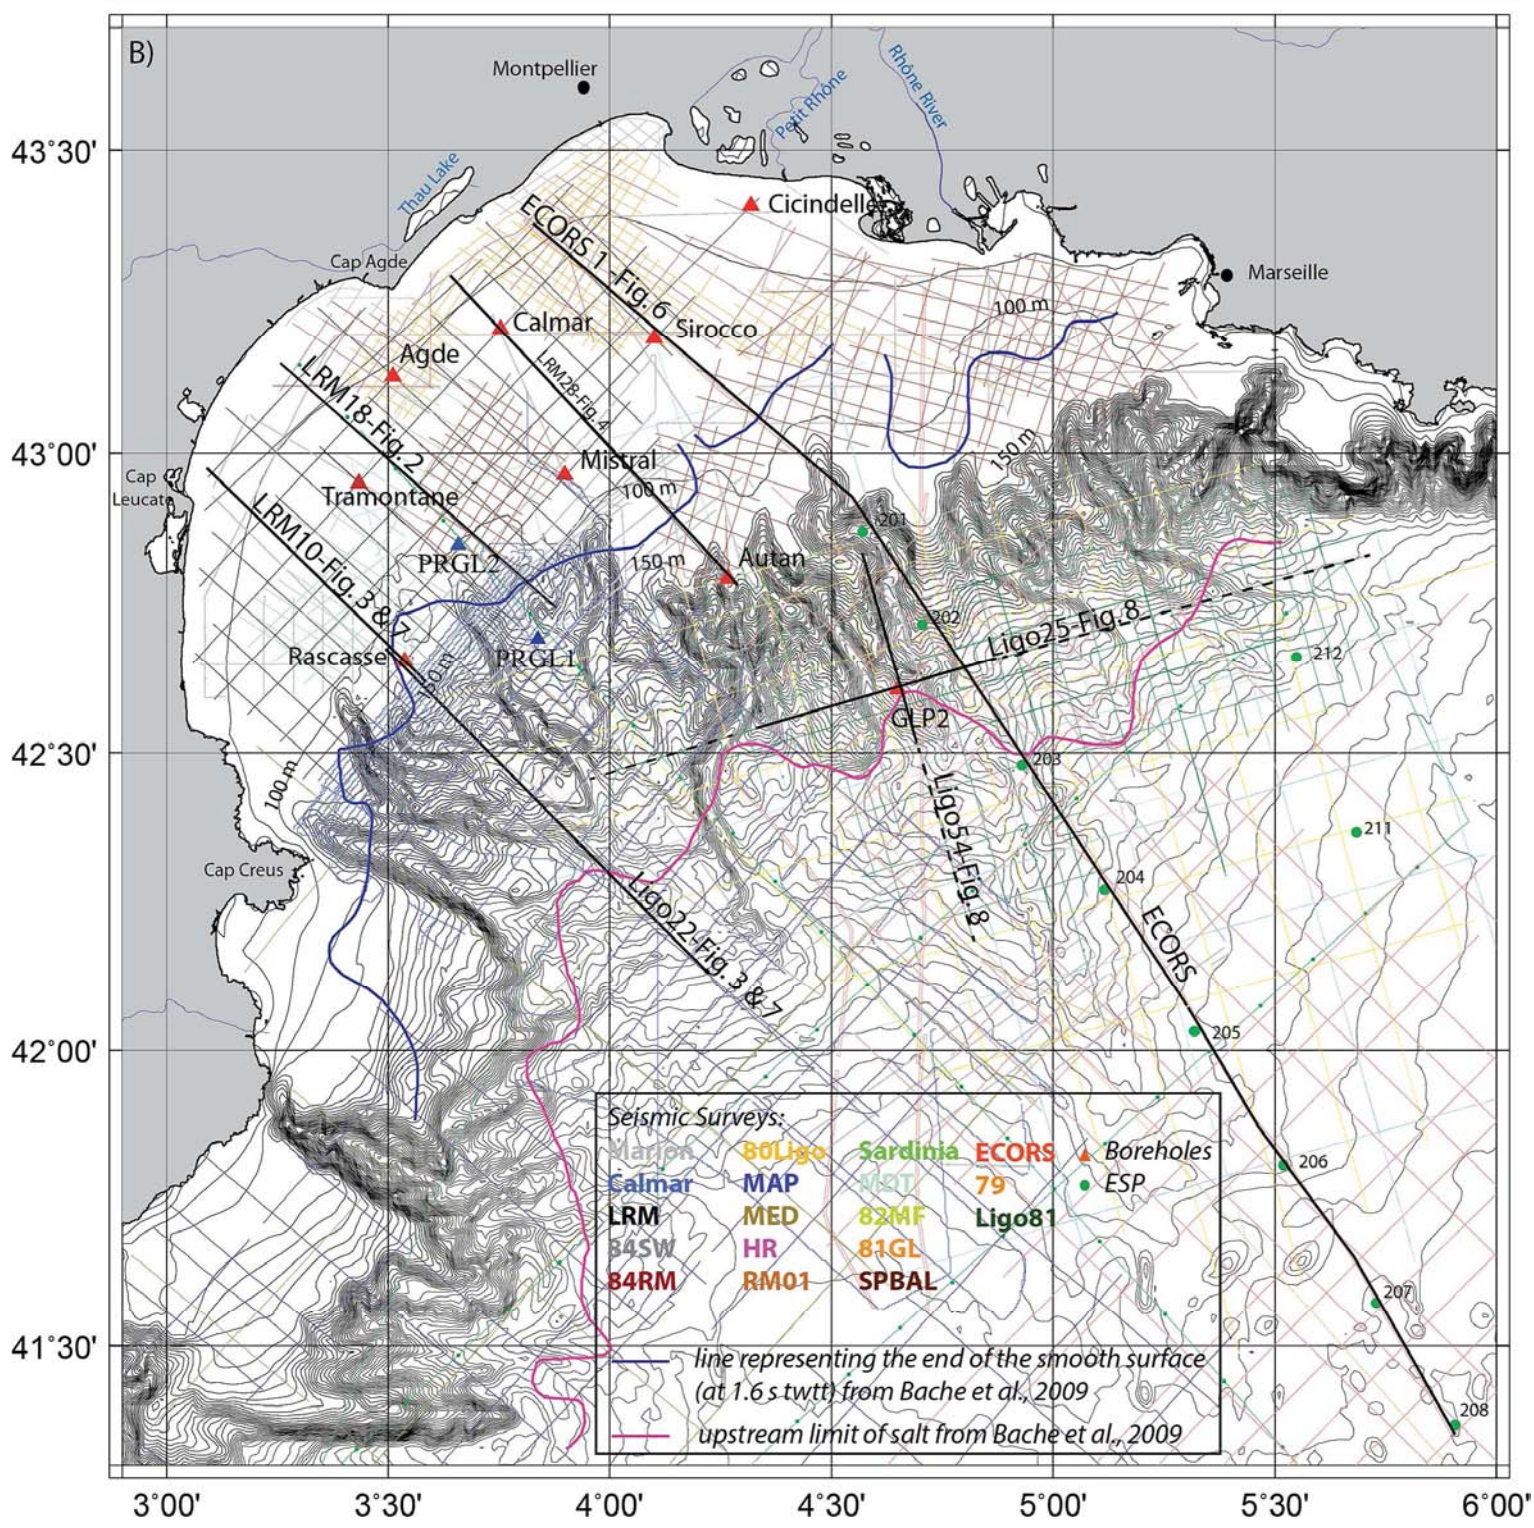 B)
Montpellier
Petit Rhône
Rhône River
43°30'
Thau Lake
ECORS 1-Fig. 6
Cicindelle
Cap Agde
Marseille
100 m
Calmar
Sirocco
Agde
LRM28-Fig. 4
LRM18-Fig. 2
43°00'
150 m
Mistral
Cap
Leucate
Tramontane
100 m
LRM10-Fig. 3 & 7
201
PRGL2
150 m
Autan
202
Ligo25-Fig. 8
PRGL1
Rascasse
212
GLP2
42°30'
203
100 m
Ligo54-Fig. 8
211
Cap Creus
204
Ligo22-Fig. 3 & 7
ECORS
205
42°00'
Seismic Surveys:
Marion 80Ligo Sardinia ECORS Boreholes
Calmar MAP MDT 79 ESP
LRM MED 82MF Ligo81
84SW HR 81GL
84RM RM01 SPBAL
206
207
41°30'
line representing the end of the smooth surface
(at 1.6 s twtt) from Bache et al., 2009
upstream limit of salt from Bache et al., 2009
208
3°00' 3°30' 4°00' 4°30' 5°00' 5°30' 6°00'